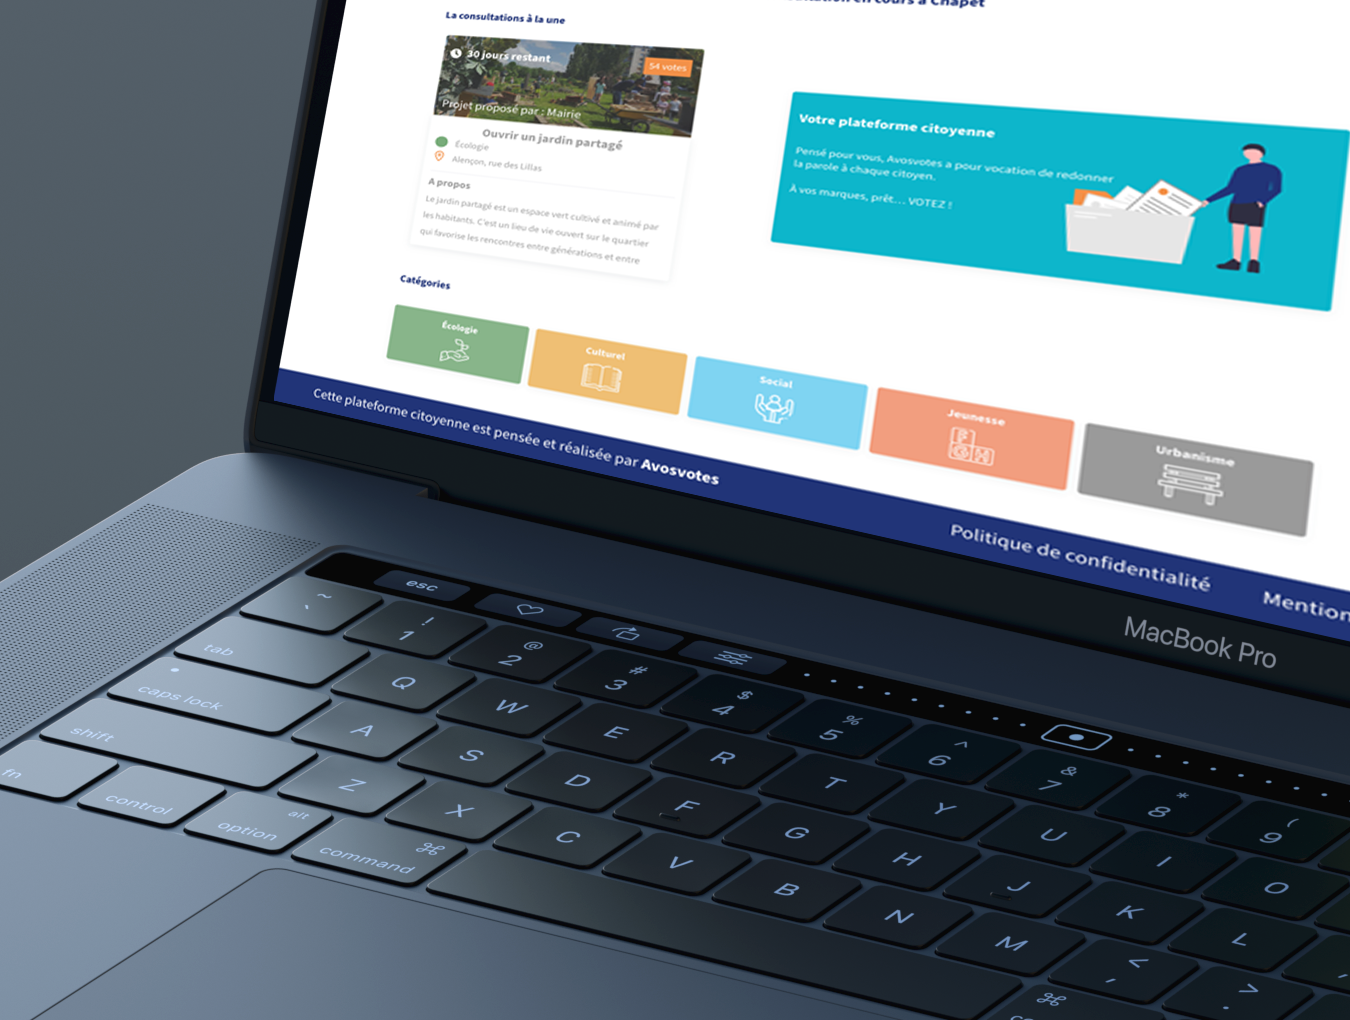 en cours à Chapet
La consultations à la une
30 jours restant
54 votes
Projet proposé par : Mairie
Ouvrir un jardin partagé
Écologie
Alençon, rue des Lillas
A propos
Le jardin partagé est un espace vert cultivé et animé par
les habitants. C'est un lieu de vie ouvert sur le quartier
qui favorise les rencontres entre générations et entre
Votre plateforme citoyenne
Pensé pour vous, Avosvotes a pour vocation de redonner
la parole à chaque citoyen.
À vos marques, prêt... VOTEZ !
Catégories
Écologie
Culturel
Social
Jeunesse
Urbanisme
Cette plateforme citoyenne est pensée et réalisée par Avosvotes
Politique de confidentialité
Mention
MacBook Pro
esc
~ `
! 1
@ 2
# 3
$ 4
% 5
^ 6
& 7
* 8
( 9
tab
Q W E R T Y U I O
caps lock
A S D F G H J K L
shift
Z X C V B N M < , > .
fn
control
alt
option
⌘
command
⌘